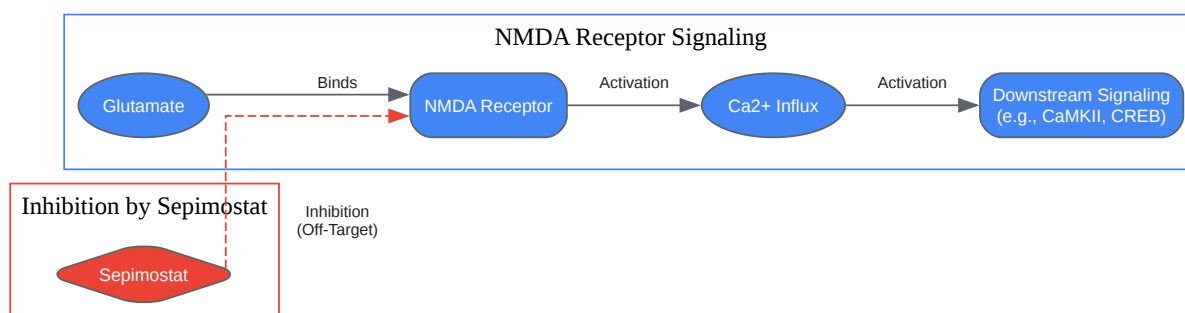 NMDA Receptor Signaling
Glutamate
Binds
NMDA Receptor
Activation
Ca2+ Influx
Activation
Downstream Signaling
(e.g., CaMKII, CREB)
Inhibition by Sepimostat
Inhibition
(Off-Target)
Sepimostat